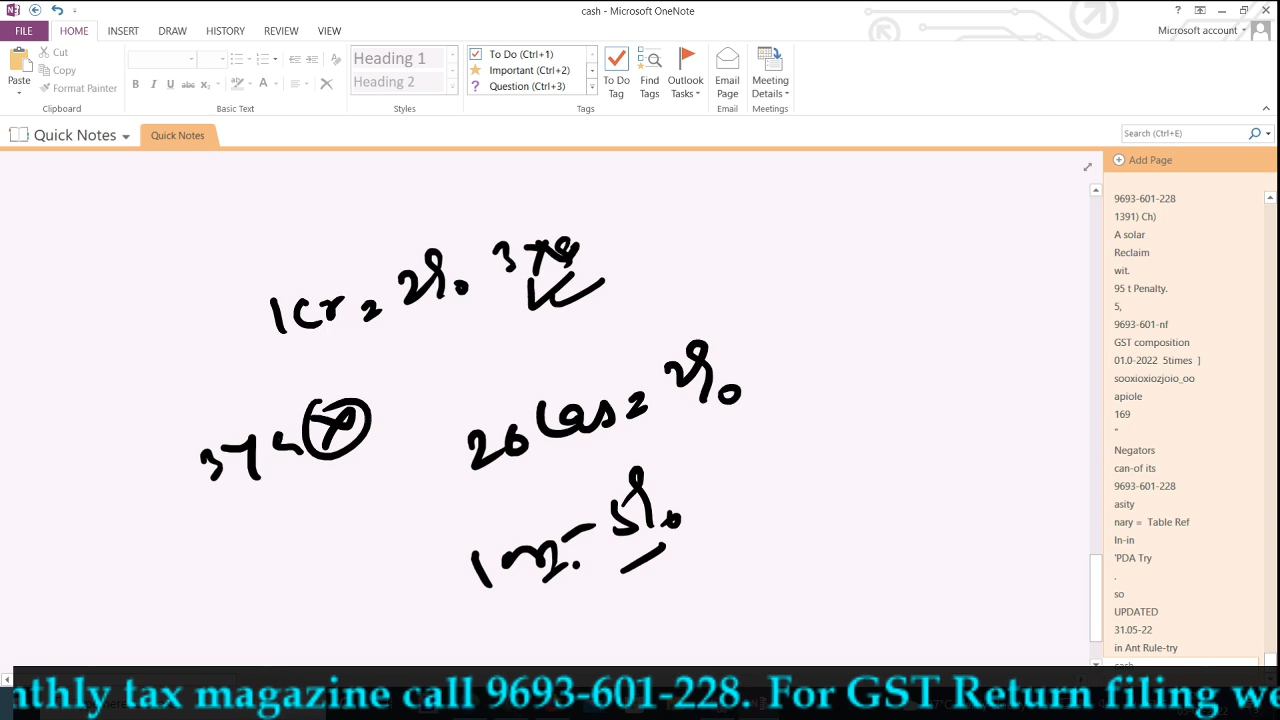 cash - Microsoft OneNote
FILE HOME INSERT DRAW HISTORY REVIEW VIEW
Microsoft account
Paste
Cut
Copy
Format Painter
Clipboard
Basic Text
Heading 1
Heading 2
Styles
To Do (Ctrl+1)
Important (Ctrl+2)
Question (Ctrl+3)
To Do Tag
Find Tags
Outlook Tasks
Tags
Email Page
Email
Meeting Details
Meetings
Quick Notes
Quick Notes
Search (Ctrl+E)
Add Page
9693-601-228
1391) Ch)
A solar
Reclaim
wit.
95 t Penalty.
5,
9693-601-nf
GST composition
01.0-2022 5times ]
sooxioxiozjoio_oo
apiole
169
"
Negators
can-of its
9693-601-228
asity
nary = Table Ref
In-in
'PDA Try
.
so
UPDATED
31.05-22
in Ant Rule-try
cash
1Cr = 2%
20 Las = 2%
5%
nthly tax magazine call 9693-601-228. For GST Return filing wo